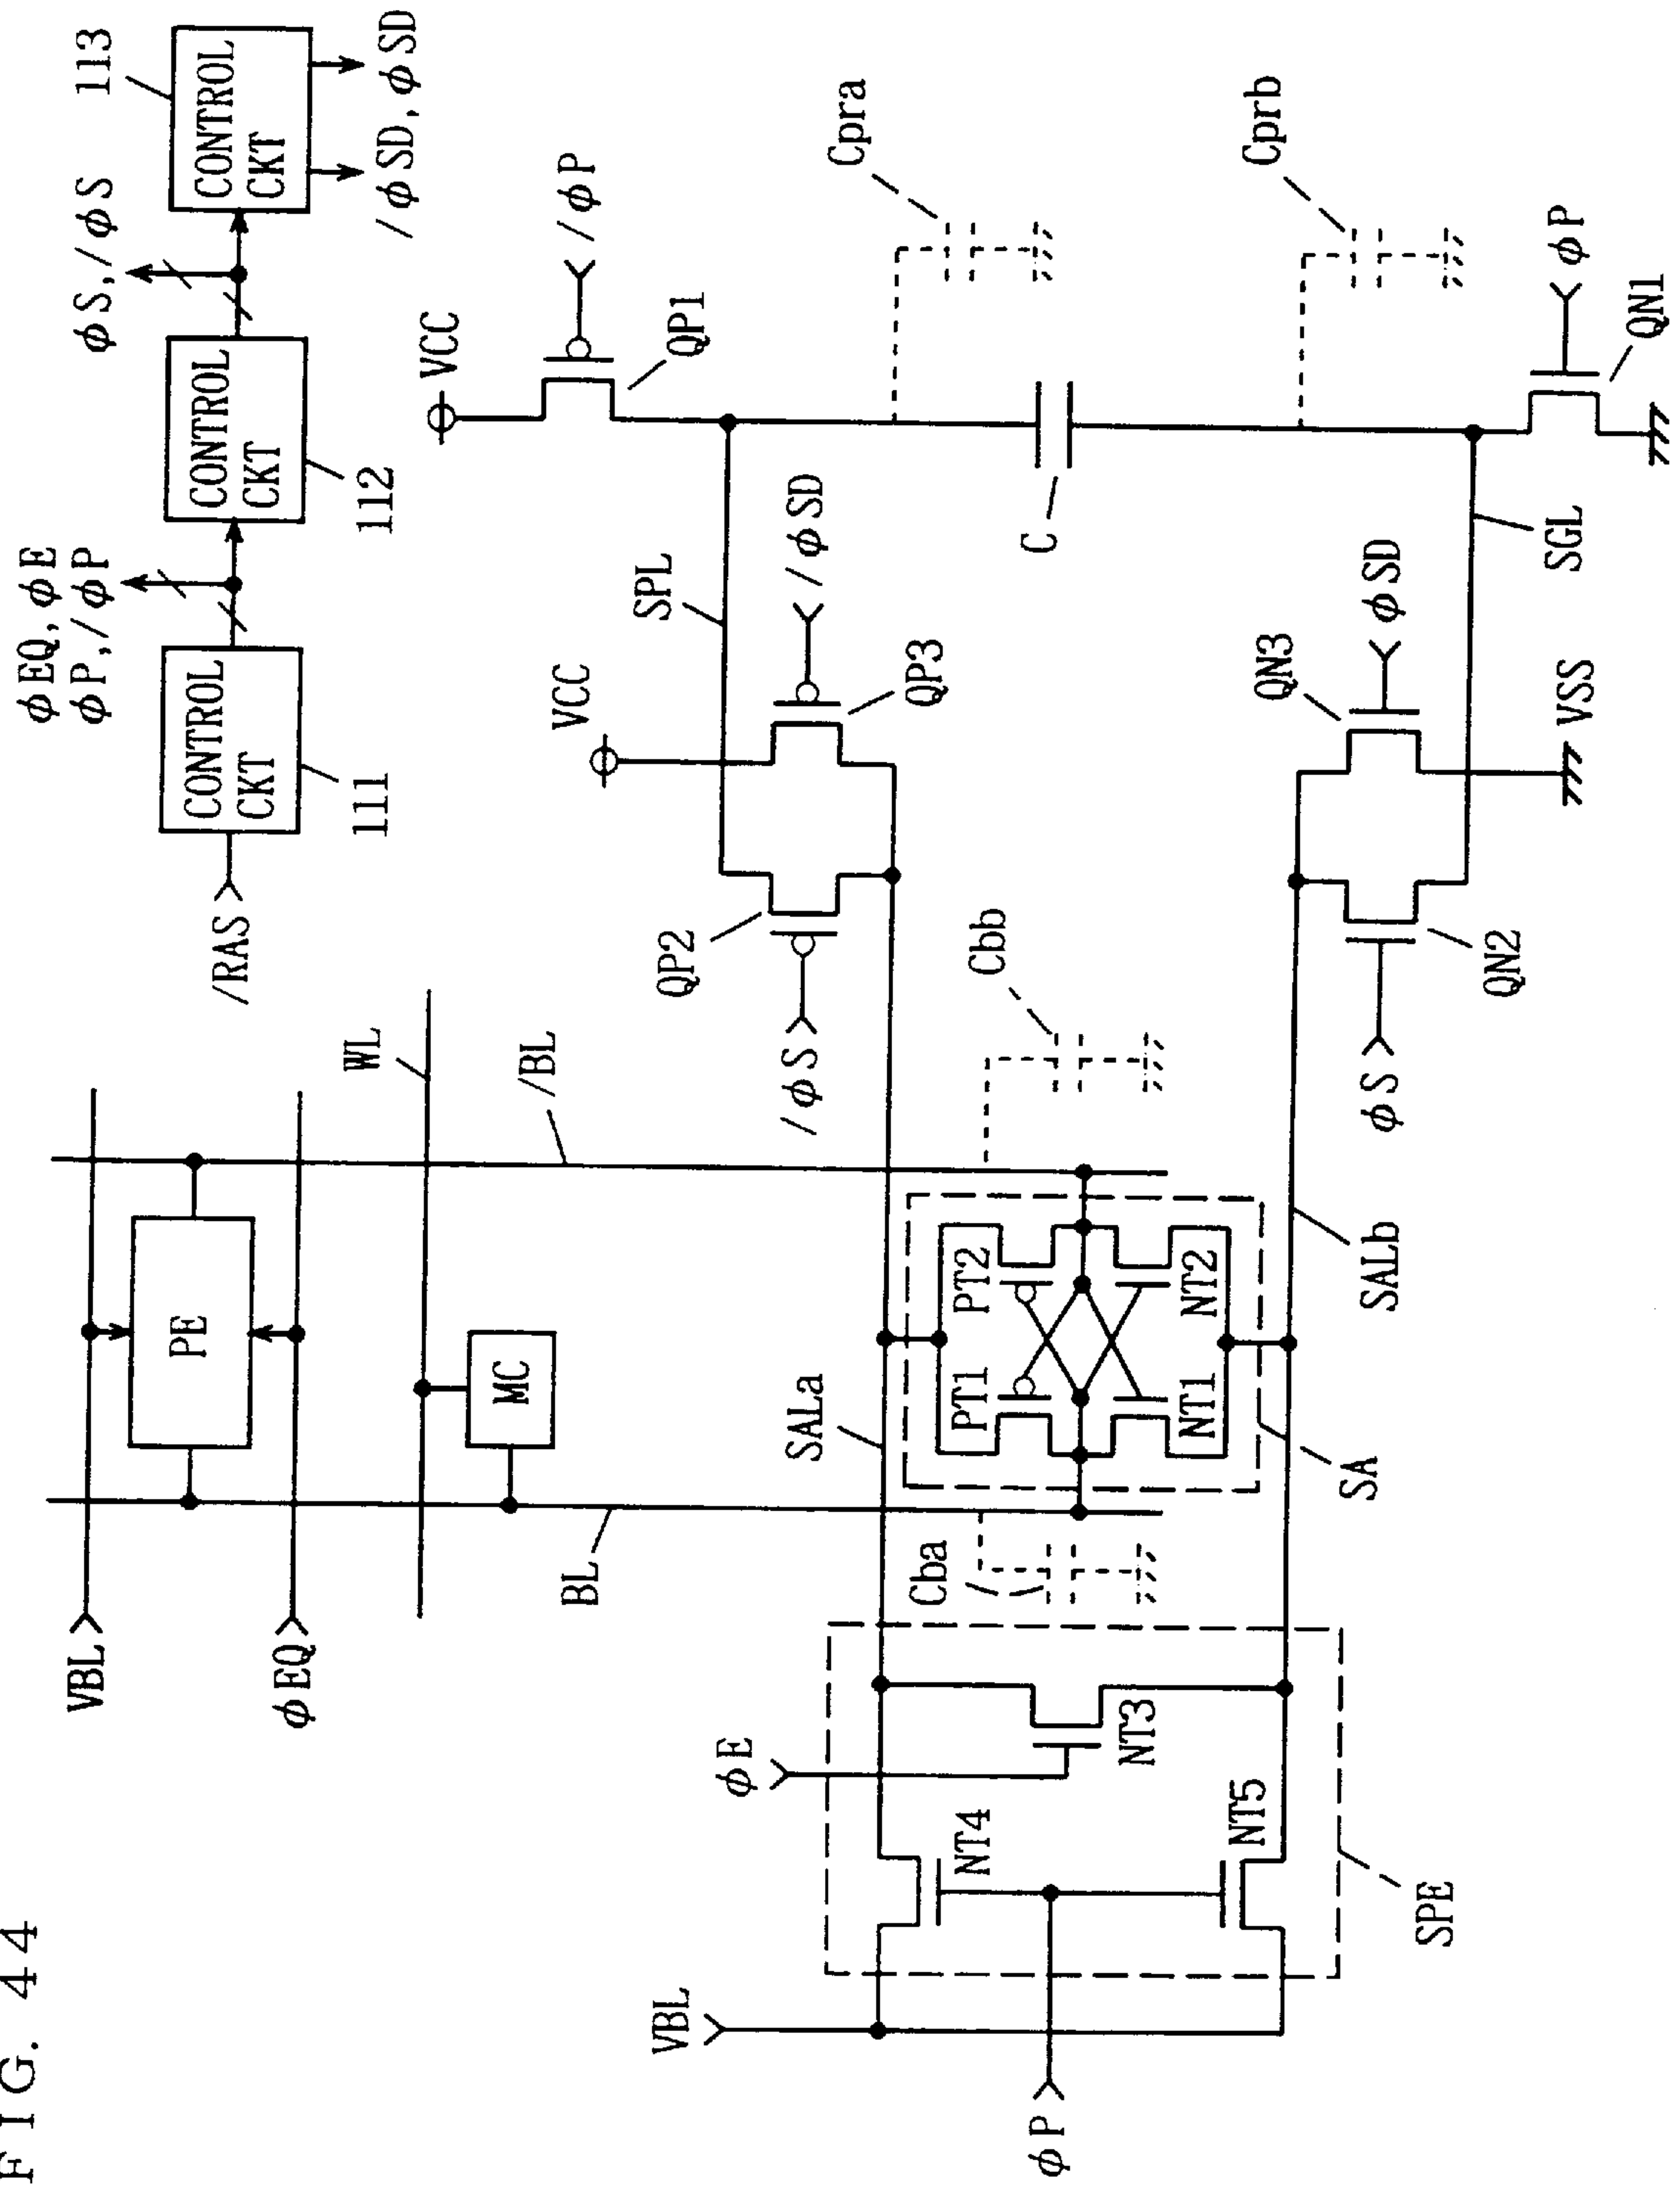 FIG. 44
/RAS
CONTROL
CKT
111
φEQ, φE
φP, /φP
CONTROL
CKT
112
φS, /φS
CONTROL
CKT
113
/φSD, φSD
VBL
φEQ
PE
WL
MC
BL
/BL
VCC
/φP
QP1
SPL
VCC
/φSD
QP3
QP2
/φS
Cpra
C
Cprb
SALa
Cba
Cbb
PT1
PT2
NT1
NT2
SA
SALb
φE
NT3
NT4
NT5
SPE
VBL
φP
φS
QN2
QN3
φSD
VSS
SGL
φP
QN1